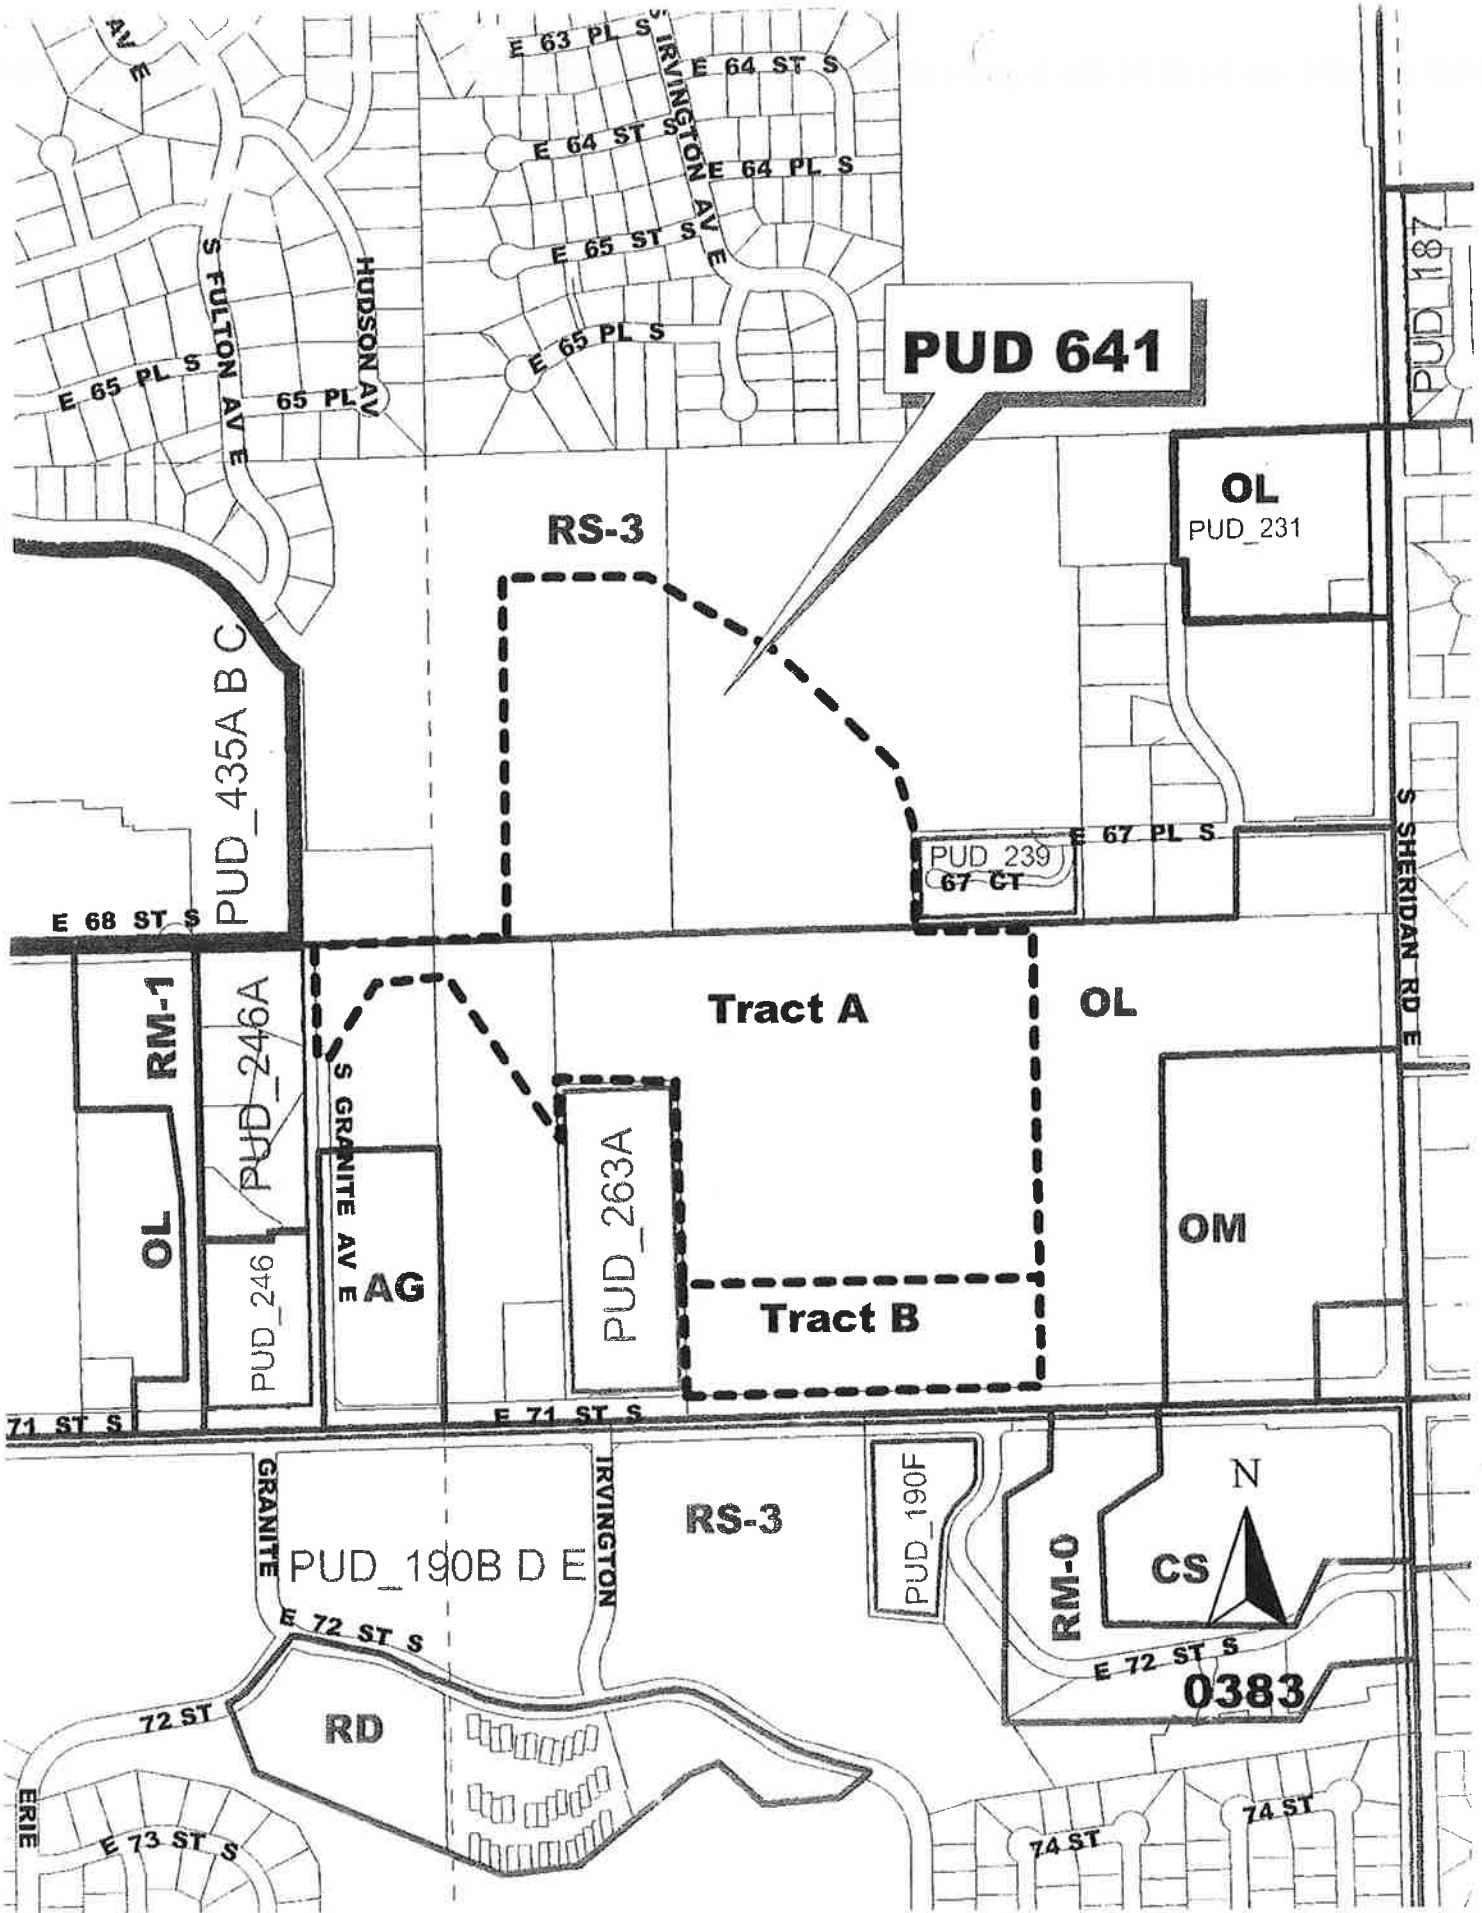 AV E
E 63 PL S
S IRVINGTON AV E
E 64 ST S
E 64 ST S
E 64 PL S
E 65 ST S
E 65 PL S
S FULTON AV E
HUDSON AV
E 65 PL S
65 PL
PUD_187
PUD 641
RS-3
OL
PUD_231
PUD_435A B C
E 67 PL S
PUD_239
67 CT
S SHERIDAN RD E
E 68 ST S
RM-1
PUD_246A
Tract A
OL
S GRANITE AV E
OL
PUD_246
AG
PUD_263A
OM
Tract B
71 ST S
E 71 ST S
GRANITE
IRVINGTON
RS-3
PUD_190F
N
PUD_190B D E
RM-0
CS
E 72 ST S
E 72 ST S
0383
72 ST
RD
ERIE
E 73 ST S
74 ST
74 ST